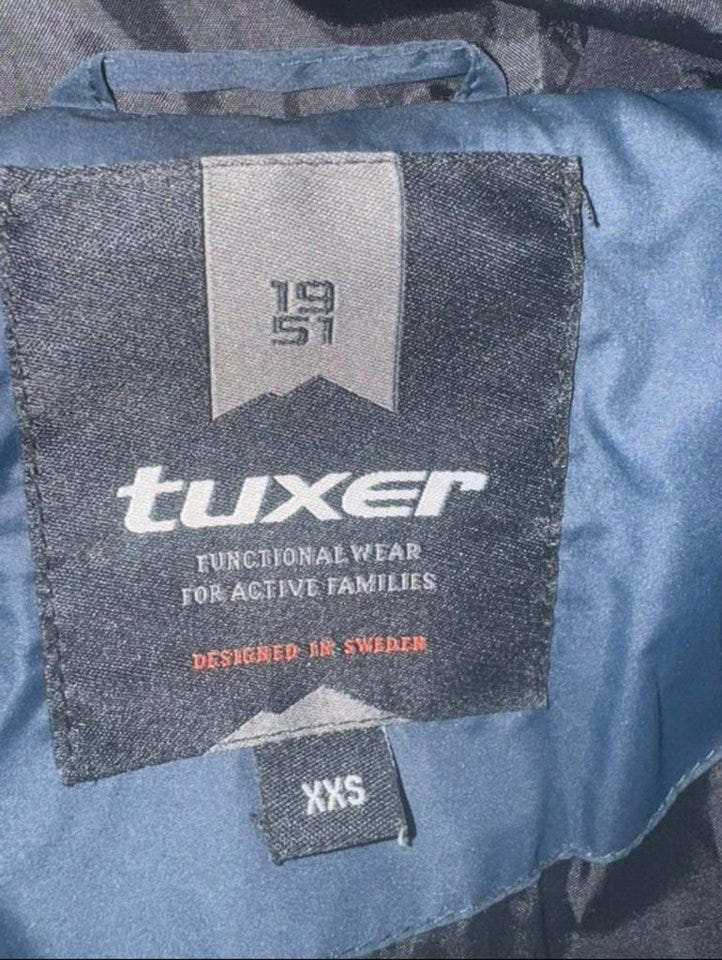 19
51
tuxer
FUNCTIONAL WEAR
FOR ACTIVE FAMILIES
DESIGNED IN SWEDEN
XXS